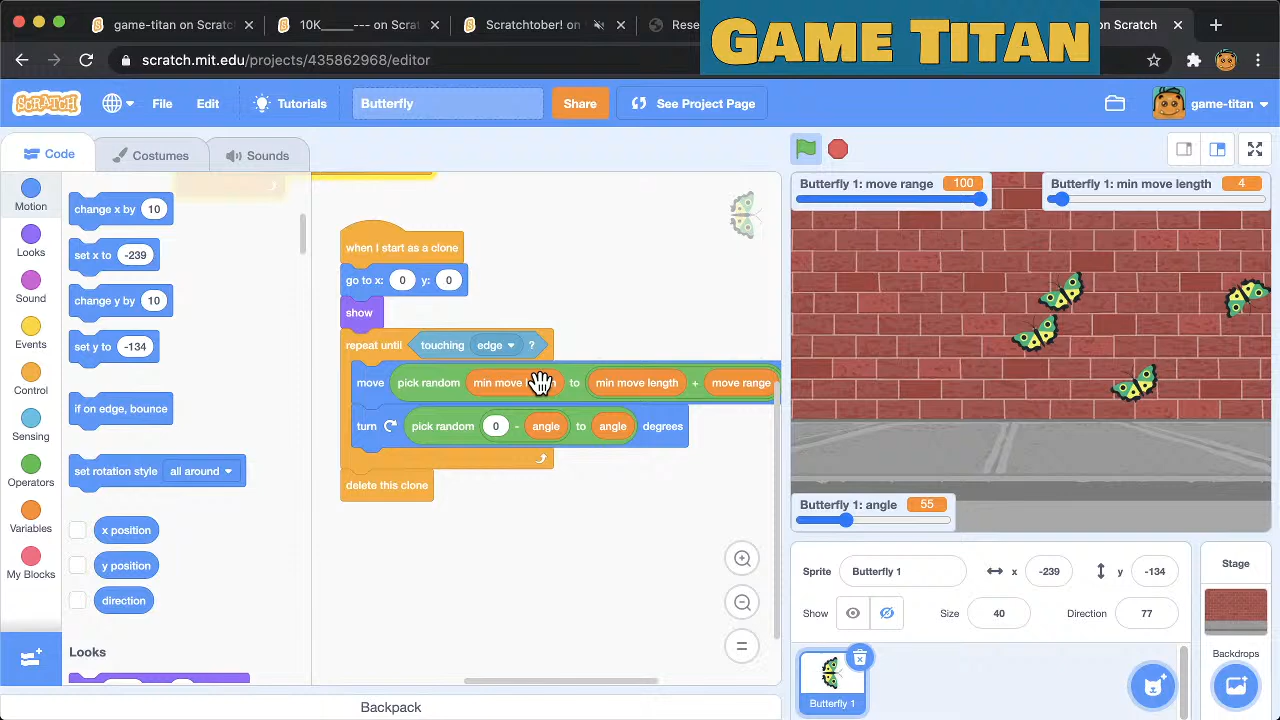 game-titan on Scratch
10K_____ --- on Scrat
Scratchtober! on
Rese
on Scratch
GAME TITAN
scratch.mit.edu/projects/435862968/editor
SCRATCH
File
Edit
Tutorials
Butterfly
Share
See Project Page
game-titan
Code
Costumes
Sounds
Motion
Looks
Sound
Events
Control
Sensing
Operators
Variables
My Blocks
change x by 10
set x to -239
change y by 10
set y to -134
if on edge, bounce
set rotation style all around
x position
y position
direction
Looks
when I start as a clone
go to x: 0 y: 0
show
repeat until touching edge ?
move pick random min move to min move length + move range
turn pick random 0 - angle to angle degrees
delete this clone
Backpack
Butterfly 1: move range 100
Butterfly 1: min move length 4
Butterfly 1: angle 55
Sprite Butterfly 1 x -239 y -134
Show Size 40 Direction 77
Butterfly 1
Stage
Backdrops